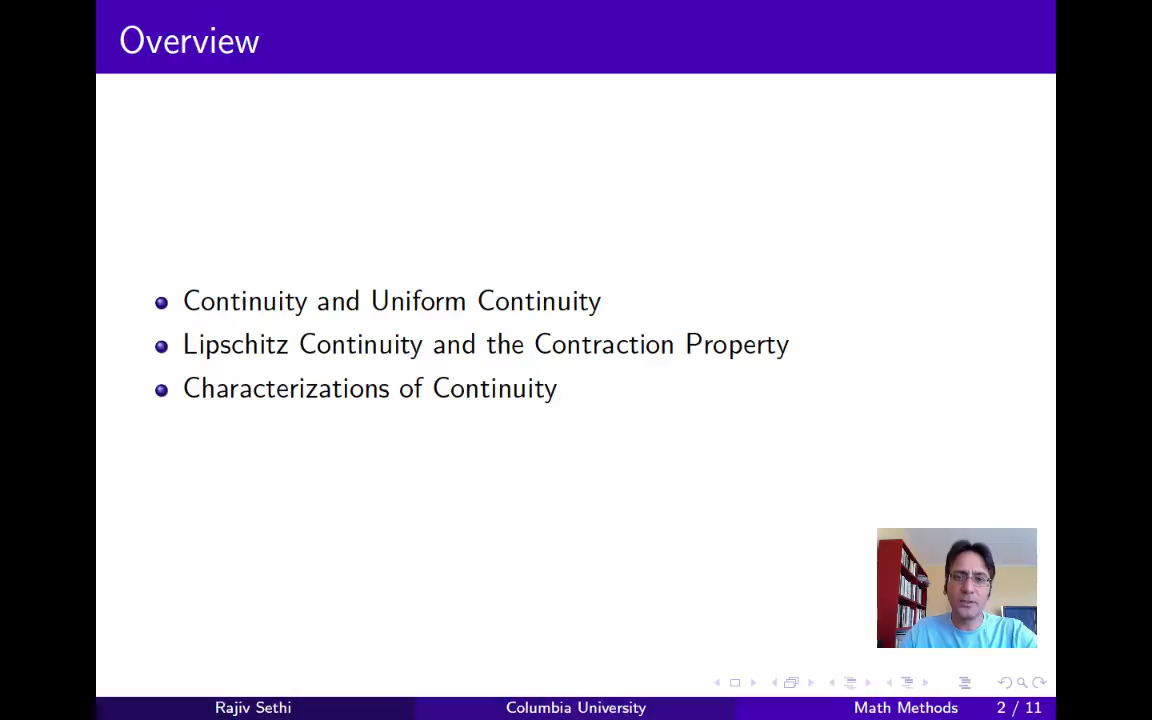 Overview
Continuity and Uniform Continuity
Lipschitz Continuity and the Contraction Property
Characterizations of Continuity
Rajiv Sethi Columbia University Math Methods 2 / 11